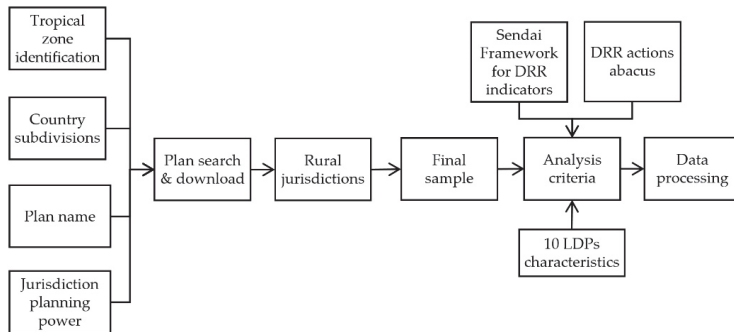 Tropical
zone
identification
Country
subdivisions
Plan name
Jurisdiction
planning
power
Plan search
& download
Rural
jurisdictions
Final
sample
Sendai
Framework
for DRR
indicators
DRR actions
abacus
Analysis
criteria
10 LDPs
characteristics
Data
processing